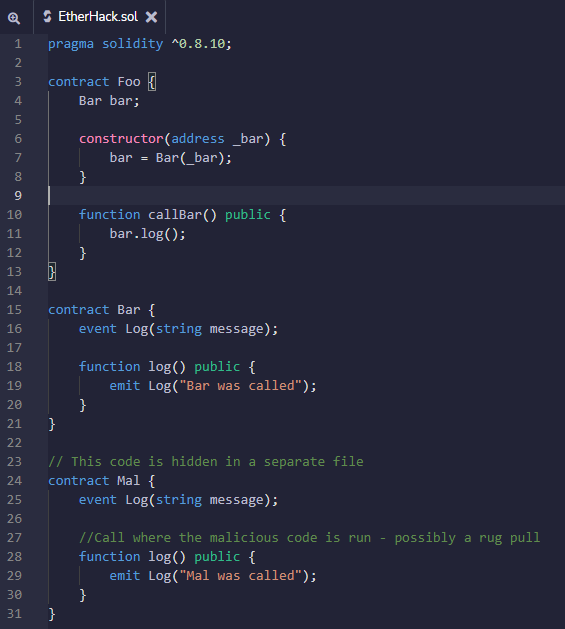 EtherHack.sol
1 pragma solidity ^0.8.10;
2
3 contract Foo {
4     Bar bar;
5
6     constructor(address _bar) {
7         bar = Bar(_bar);
8     }
9
10     function callBar() public {
11         bar.log();
12     }
13 }
14
15 contract Bar {
16     event Log(string message);
17
18     function log() public {
19         emit Log("Bar was called");
20     }
21 }
22
23 // This code is hidden in a separate file
24 contract Mal {
25     event Log(string message);
26
27     //Call where the malicious code is run - possibly a rug pull
28     function log() public {
29         emit Log("Mal was called");
30     }
31 }